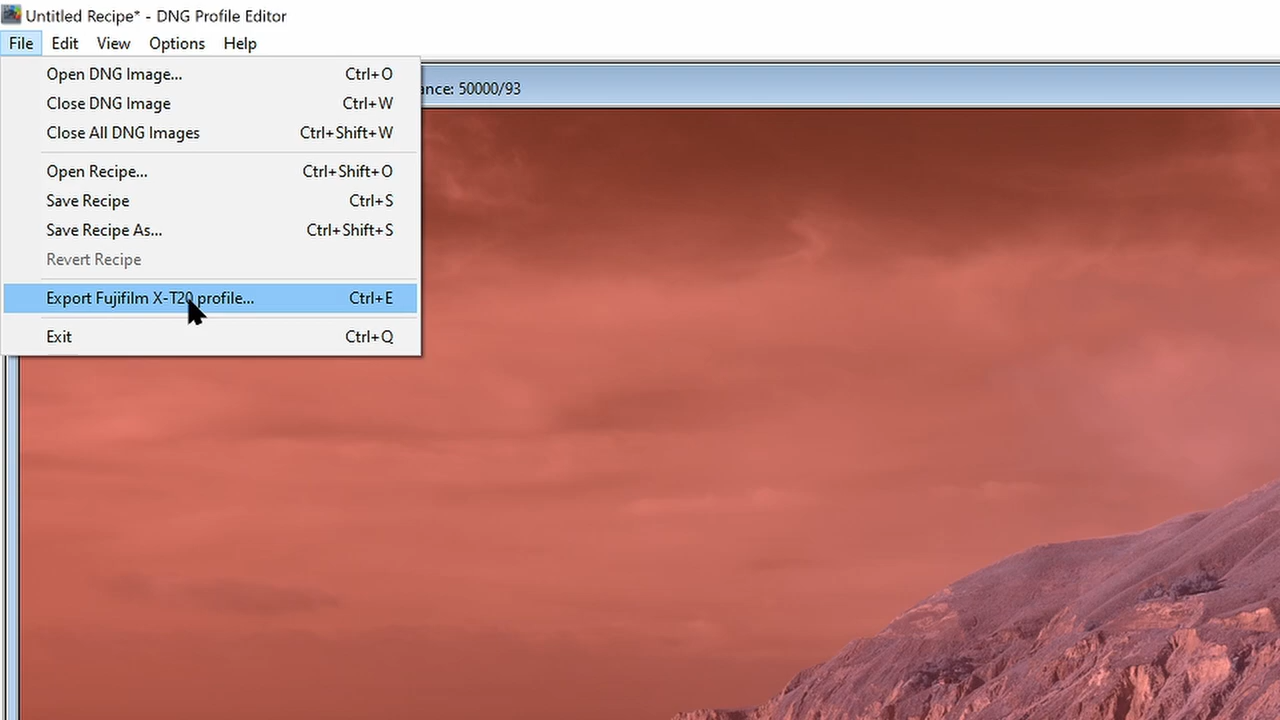 Untitled Recipe* - DNG Profile Editor
File Edit View Options Help
Open DNG Image... Ctrl+O
Close DNG Image Ctrl+W
Close All DNG Images Ctrl+Shift+W
Open Recipe... Ctrl+Shift+O
Save Recipe Ctrl+S
Save Recipe As... Ctrl+Shift+S
Revert Recipe
Export Fujifilm X-T20 profile... Ctrl+E
Exit Ctrl+Q
50000/93